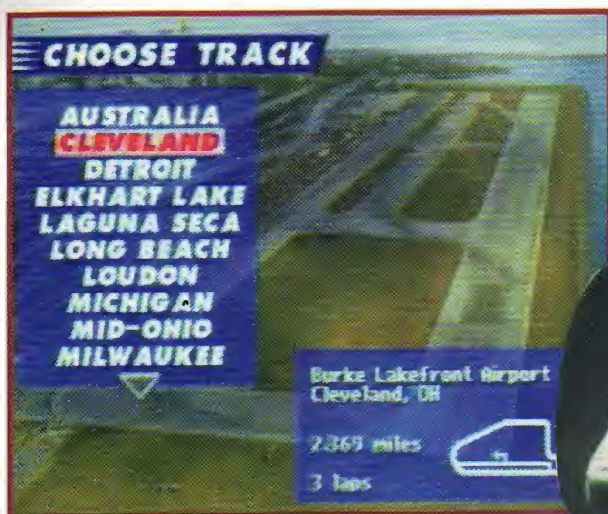 CHOOSE TRACK
AUSTRALIA
CLEVELAND
DETROIT
ELKHART LAKE
LAGUNA SECA
LONG BEACH
LOUDON
MICHIGAN
MID-OHIO
MILWAUKEE
Burke Lakefront Airport
Cleveland, OH
2.369 miles
3 laps